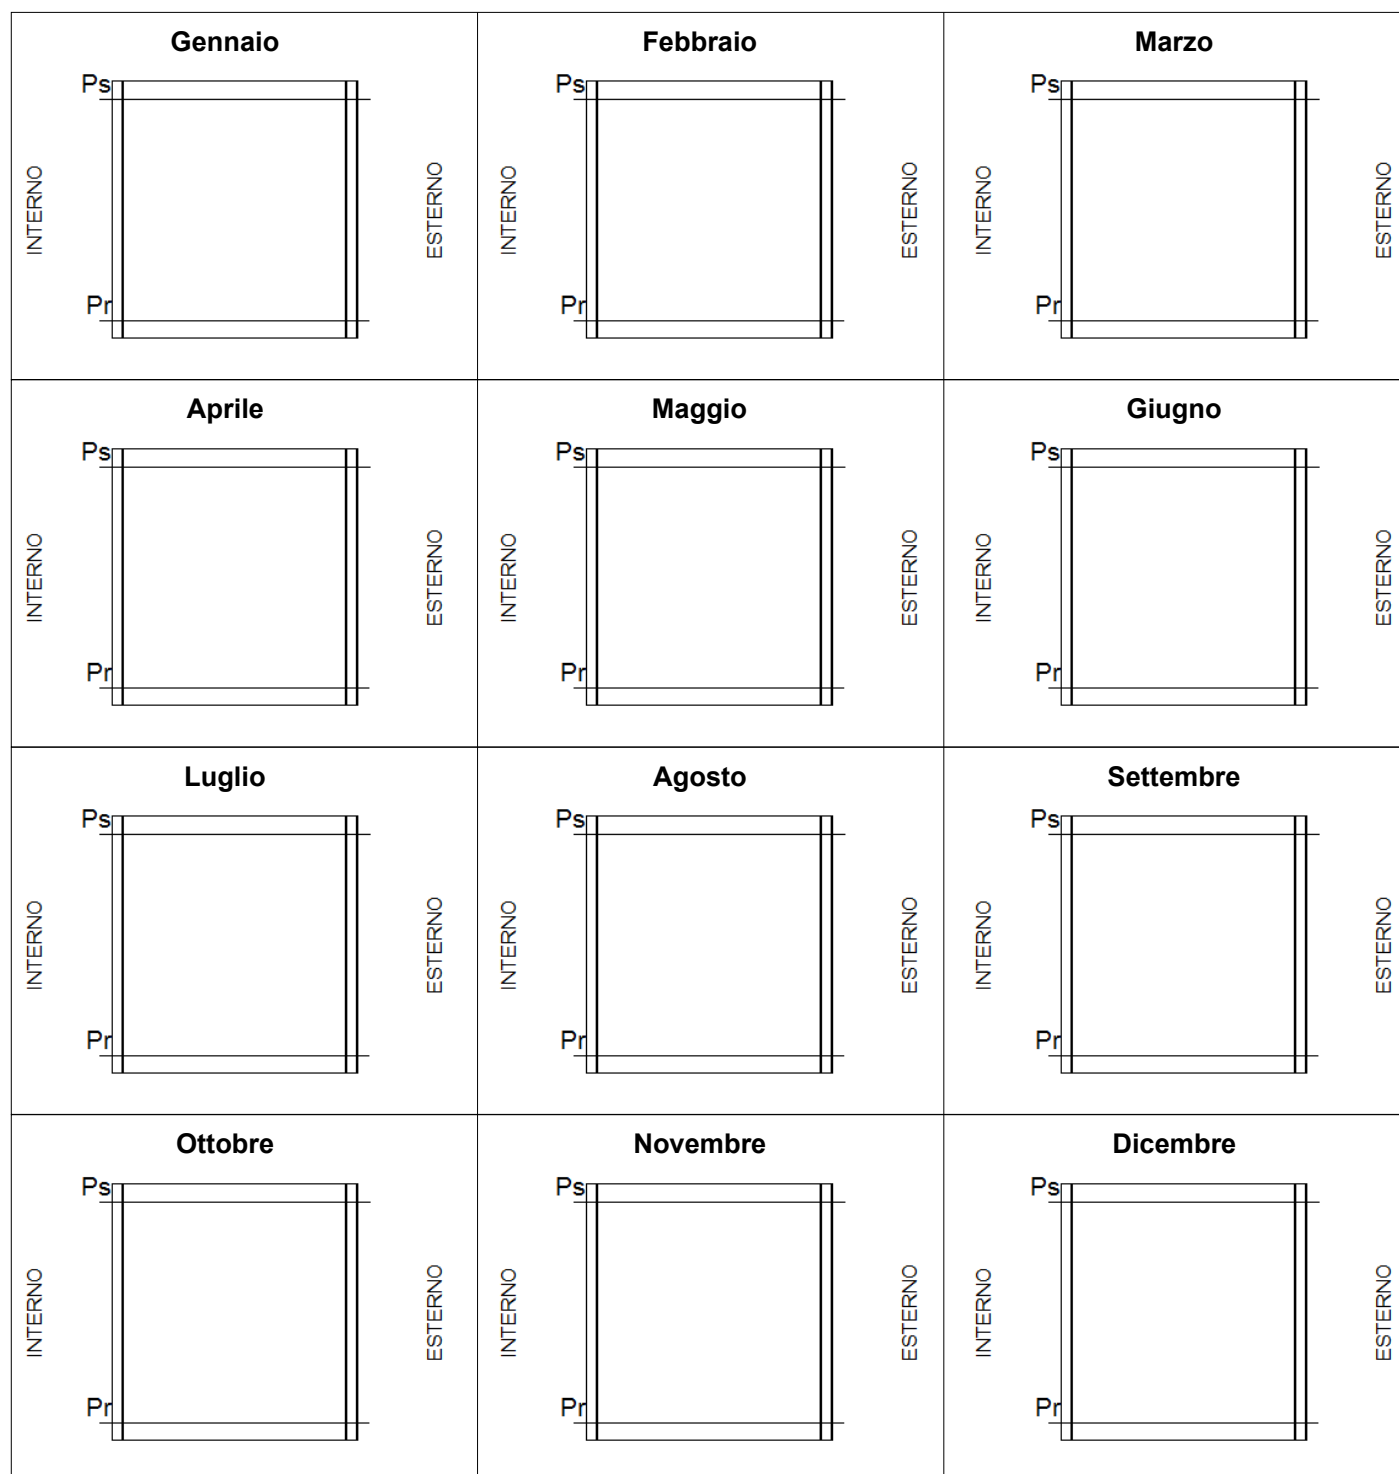 Gennaio
Ps
INTERNO
ESTERNO
Pr
Febbraio
Ps
INTERNO
ESTERNO
Pr
Marzo
Ps
INTERNO
ESTERNO
Pr
Aprile
Ps
INTERNO
ESTERNO
Pr
Maggio
Ps
INTERNO
ESTERNO
Pr
Giugno
Ps
INTERNO
ESTERNO
Pr
Luglio
Ps
INTERNO
ESTERNO
Pr
Agosto
Ps
INTERNO
ESTERNO
Pr
Settembre
Ps
INTERNO
ESTERNO
Pr
Ottobre
Ps
INTERNO
ESTERNO
Pr
Novembre
Ps
INTERNO
ESTERNO
Pr
Dicembre
Ps
INTERNO
ESTERNO
Pr